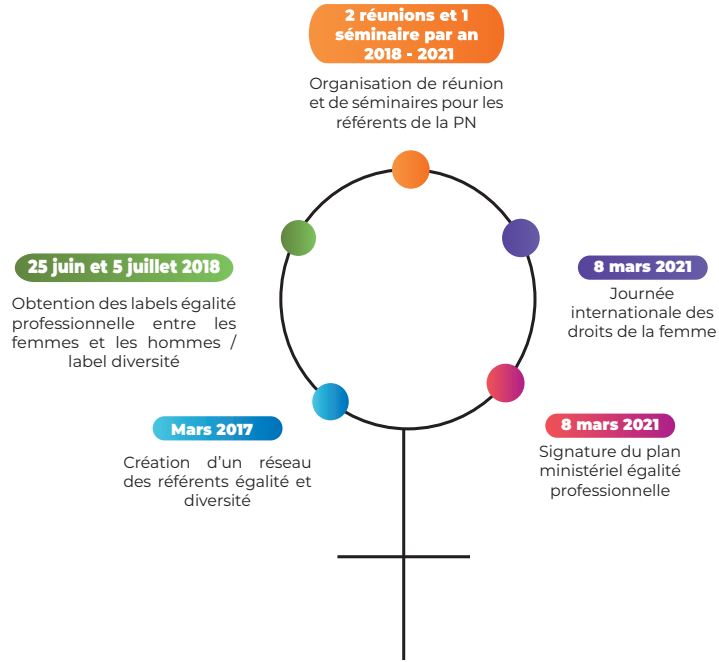 2 réunions et 1
séminaire par an
2018 - 2021
Organisation de réunion
et de séminaires pour les
référents de la PN
25 juin et 5 juillet 2018
Obtention des labels égalité
professionnelle entre les
femmes et les hommes /
label diversité
8 mars 2021
Journée
internationale des
droits de la femme
Mars 2017
Création d’un réseau
des référents égalité et
diversité
8 mars 2021
Signature du plan
ministériel égalité
professionnelle